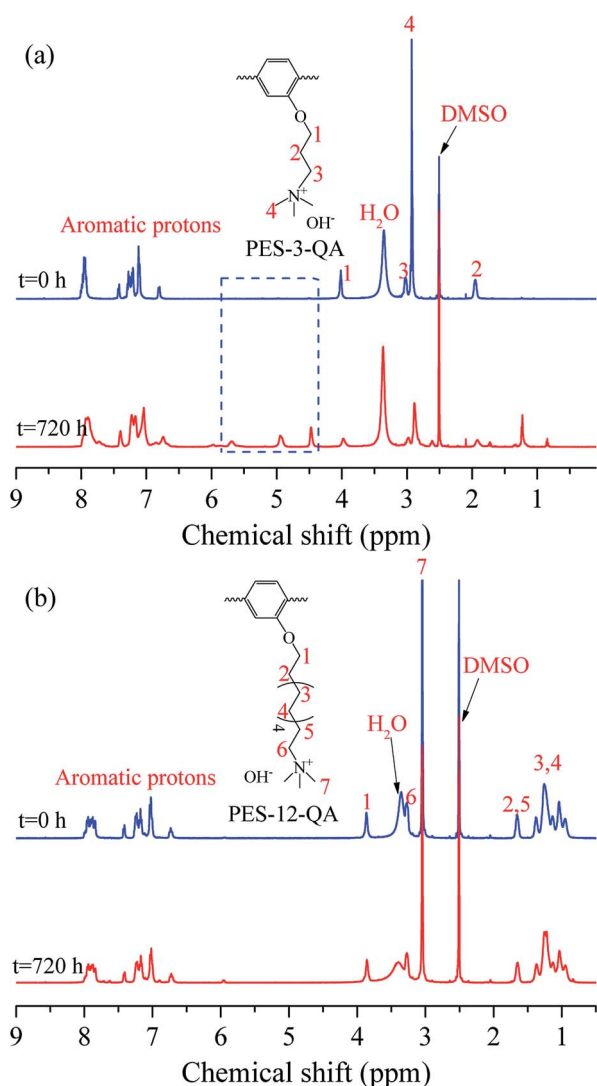 (a)
4
O
1
2
3
N+
4
OH-
PES-3-QA
DMSO
H2O
Aromatic protons
t=0 h
1
3
2
t=720 h
9 8 7 6 5 4 3 2 1
Chemical shift (ppm)
(b)
7
O
1
2
3
4
4
5
6
N+
7
OH-
PES-12-QA
DMSO
H2O
Aromatic protons
t=0 h
1
6
2,5
3,4
t=720 h
9 8 7 6 5 4 3 2 1
Chemical shift (ppm)